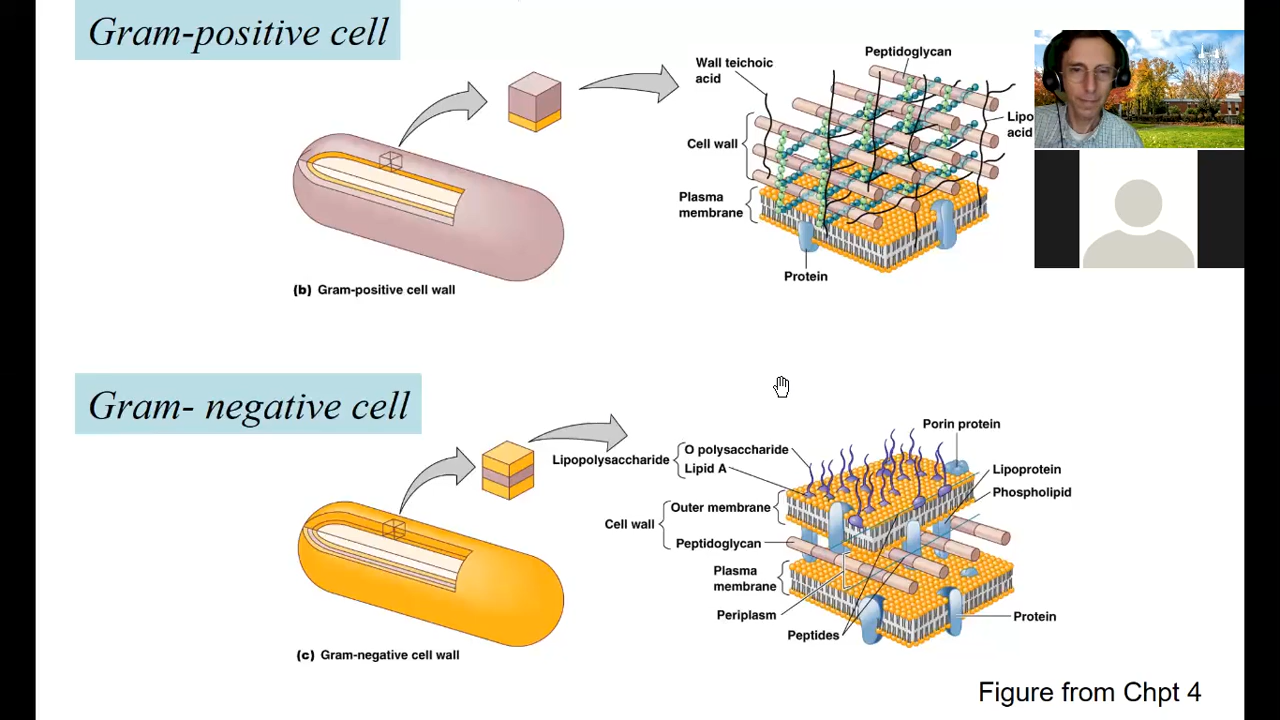 Gram-positive cell
Peptidoglycan
Wall teichoic
acid
Lipo
acid
Cell wall
Plasma
membrane
Protein
(b) Gram-positive cell wall
Gram- negative cell
Porin protein
O polysaccharide
Lipopolysaccharide
Lipid A
Lipoprotein
Phospholipid
Outer membrane
Cell wall
Peptidoglycan
Plasma
membrane
Periplasm
Protein
Peptides
(c) Gram-negative cell wall
Figure from Chpt 4